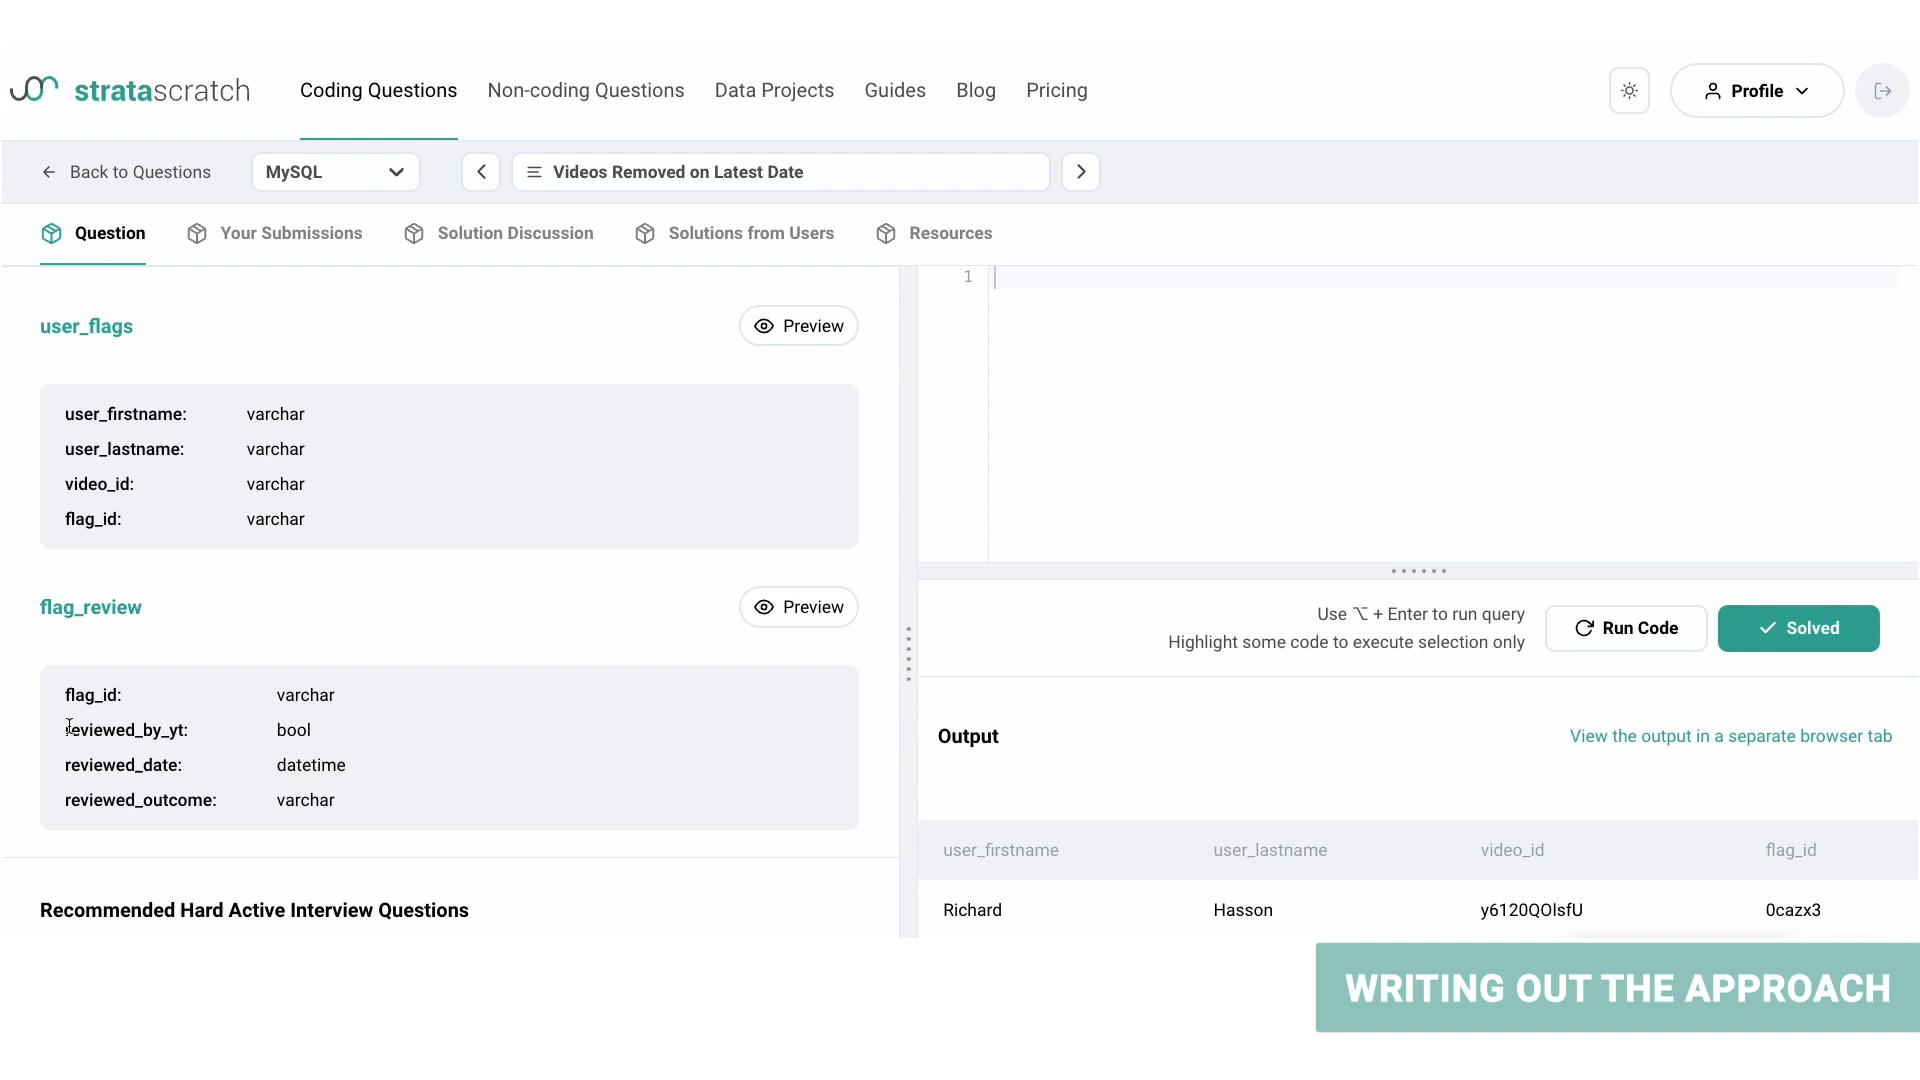 stratascratch
Coding Questions
Non-coding Questions
Data Projects
Guides
Blog
Pricing
Profile
Back to Questions
MySQL
Videos Removed on Latest Date
Question
Your Submissions
Solution Discussion
Solutions from Users
Resources
user_flags
Preview
user_firstname: varchar
user_lastname: varchar
video_id: varchar
flag_id: varchar
flag_review
Preview
flag_id: varchar
reviewed_by_yt: bool
reviewed_date: datetime
reviewed_outcome: varchar
Recommended Hard Active Interview Questions
1
Use ⌥ + Enter to run query
Highlight some code to execute selection only
Run Code
Solved
Output
View the output in a separate browser tab
user_firstname user_lastname video_id flag_id
Richard Hasson y6120QOlsfU 0cazx3
WRITING OUT THE APPROACH